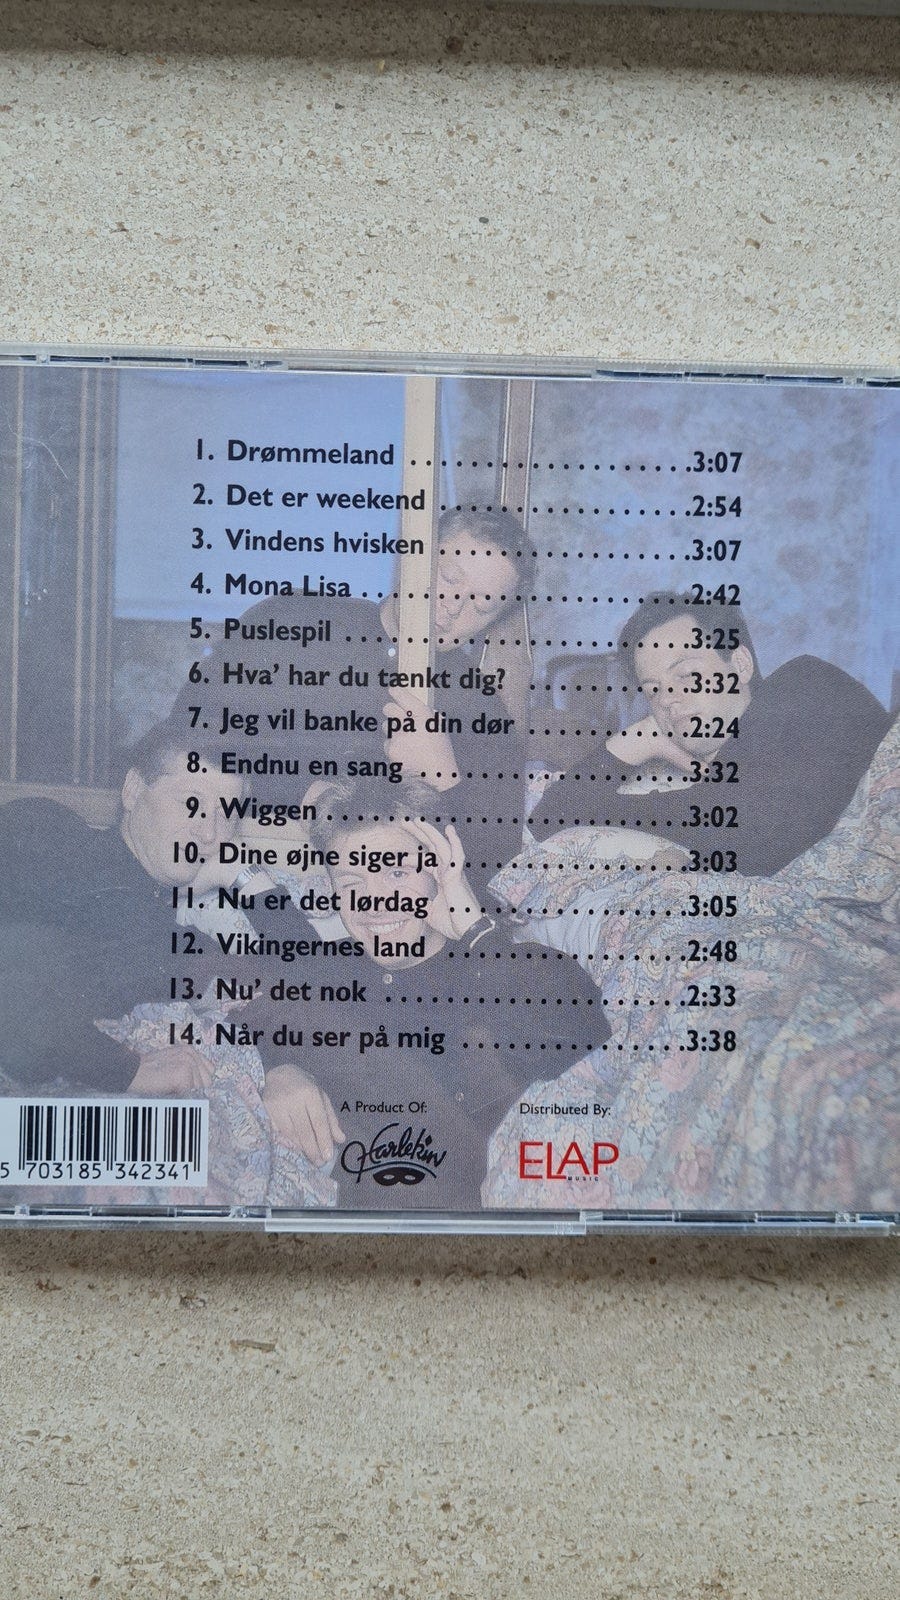 1. Drømmeland ...................3:07
2. Det er weekend .................2:54
3. Vindens hvisken .................3:07
4. Mona Lisa ......................2:42
5. Puslespil .......................3:25
6. Hva' har du tænkt dig? ...........3:32
7. Jeg vil banke på din dør ...........2:24
8. Endnu en sang ..................3:32
9. Wiggen ........................3:02
10. Dine øjne siger ja ................3:03
11. Nu er det lørdag ................3:05
12. Vikingernes land ................2:48
13. Nu' det nok ....................2:33
14. Når du ser på mig ...............3:38
A Product Of: Distributed By:
Harlekin ELAP
MUSIC
5 703185 342341